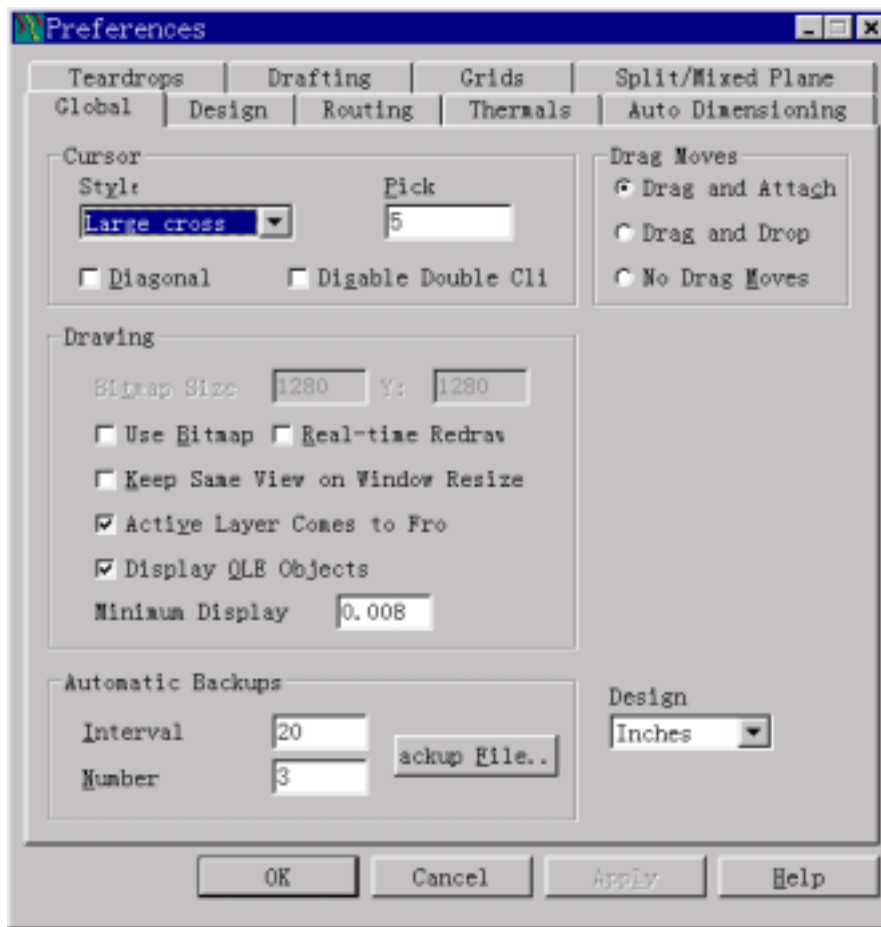 Preferences
Teardrops Drafting Grids Split/Mixed Plane
Global Design Routing Thermals Auto Dimensioning
Cursor
Style Pick
Large cross 5
Diagonal Disable Double Cli
Drag Moves
Drag and Attach
Drag and Drop
No Drag Moves
Drawing
Bitmap Size 1280 Y: 1280
Use Bitmap Real-time Redraw
Keep Same View on Window Resize
Active Layer Comes to Fro
Display OLE Objects
Minimum Display 0.008
Automatic Backups
Interval 20
Number 3
ackup File..
Design
Inches
OK Cancel Apply Help